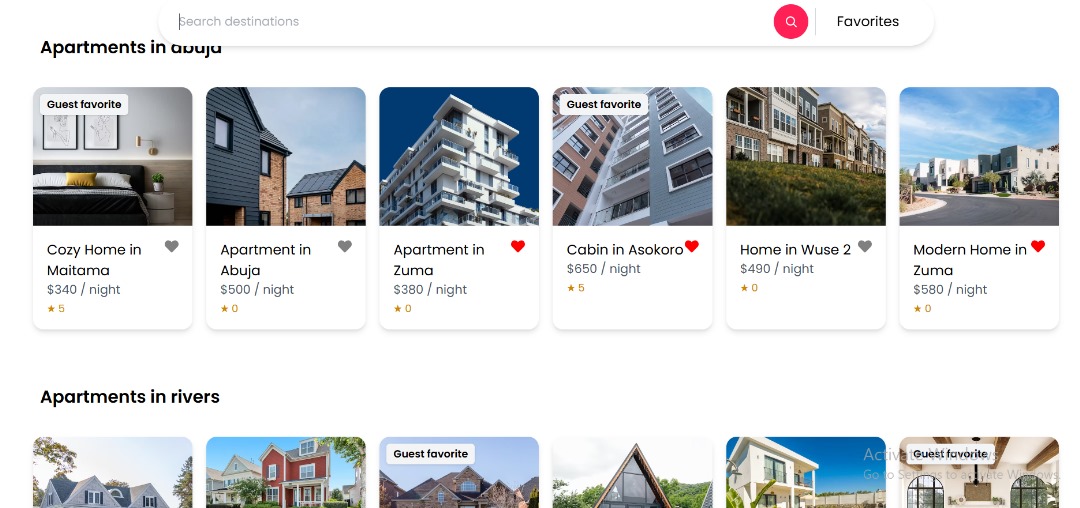 Search destinations
Favorites
Apartments in abuja
Guest favorite
Guest favorite
Cozy Home in
Maitama
$340 / night
★ 5
Apartment in
Abuja
$500 / night
★ 0
Apartment in
Zuma
$380 / night
★ 0
Cabin in Asokoro
$650 / night
★ 5
Home in Wuse 2
$490 / night
★ 0
Modern Home in
Zuma
$580 / night
★ 0
Apartments in rivers
Guest favorite
Guest favorite
Activate Windows
Go to Settings to activate Windows.